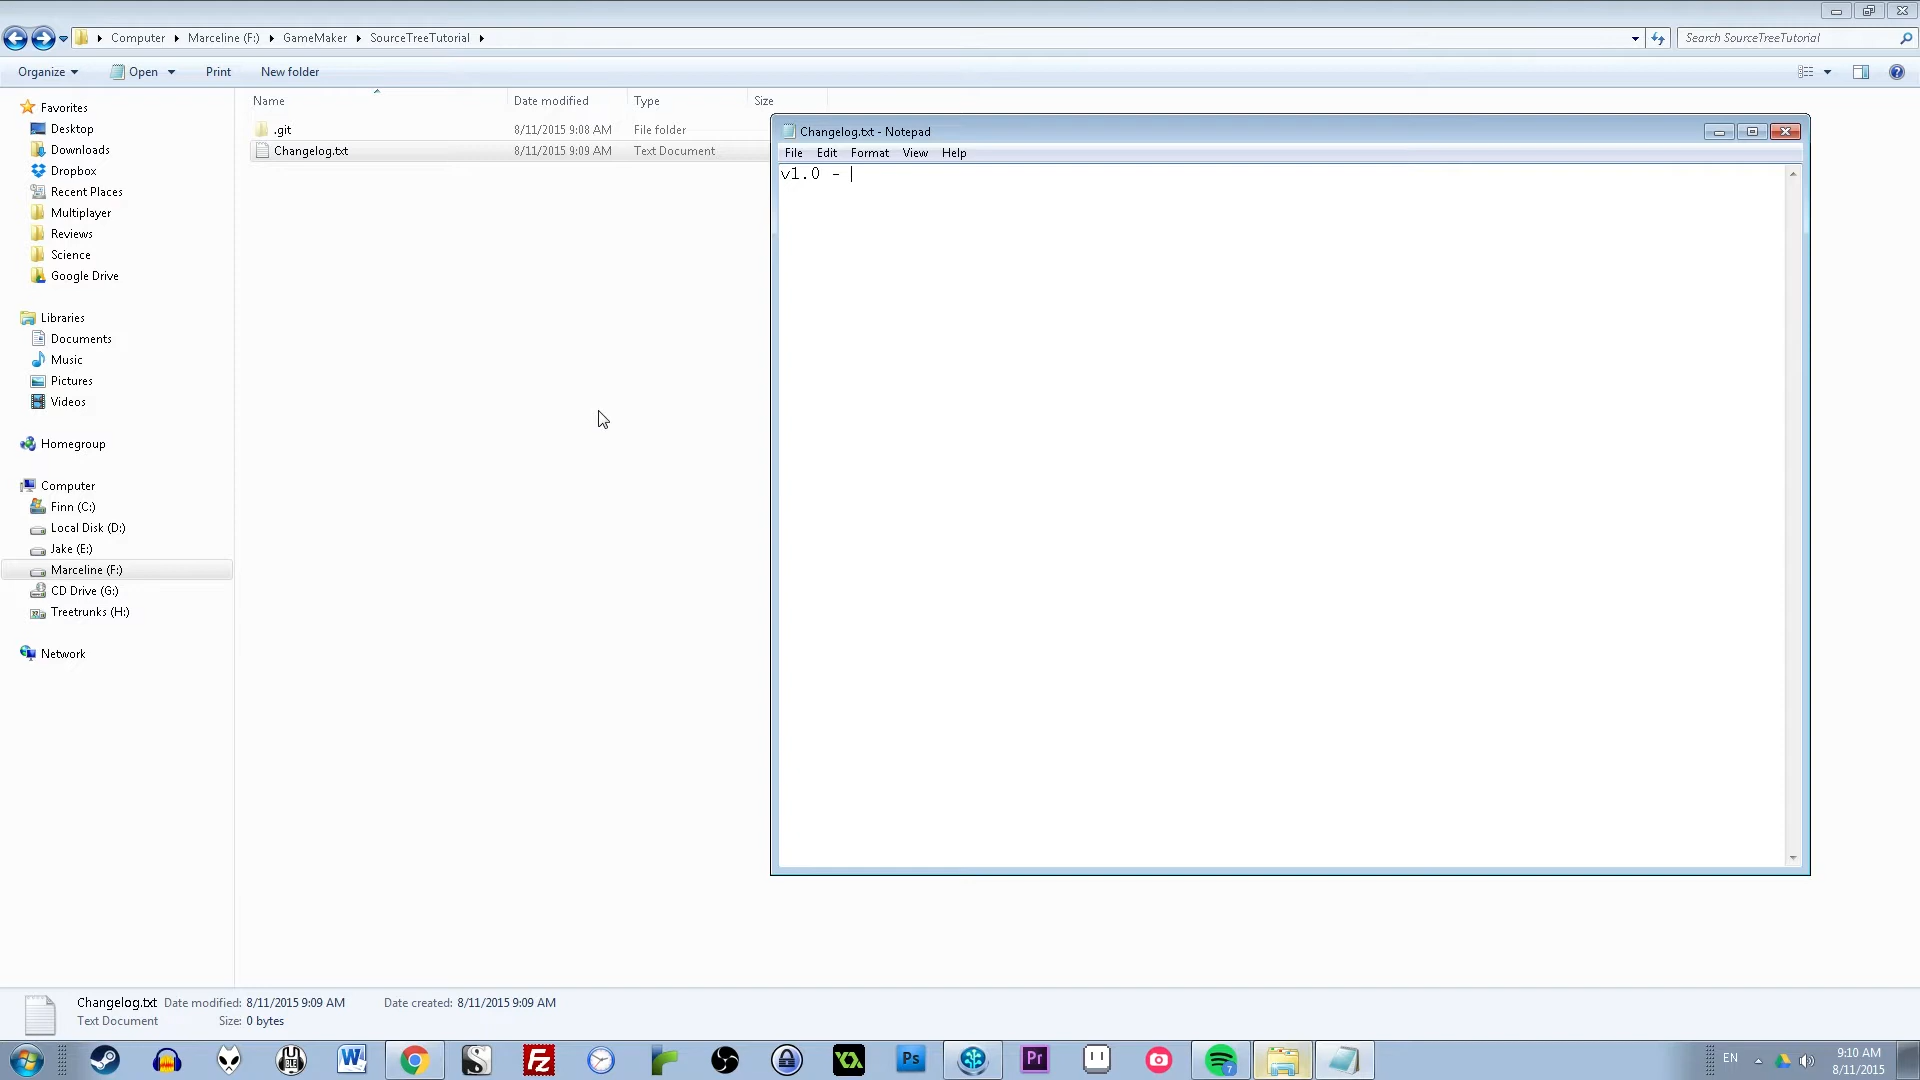 Computer Marceline (F:) GameMaker SourceTreeTutorial
Search SourceTreeTutorial
Organize Open Print New folder
Name Date modified Type Size
.git 8/11/2015 9:08 AM File folder
Changelog.txt 8/11/2015 9:09 AM Text Document
Favorites
Desktop
Downloads
Dropbox
Recent Places
Multiplayer
Reviews
Science
Google Drive
Libraries
Documents
Music
Pictures
Videos
Homegroup
Computer
Finn (C:)
Local Disk (D:)
Jake (E:)
Marceline (F:)
CD Drive (G:)
Treetrunks (H:)
Network
Changelog.txt - Notepad
File Edit Format View Help
v1.0 -
Changelog.txt Date modified: 8/11/2015 9:09 AM Date created: 8/11/2015 9:09 AM
Text Document Size: 0 bytes
W
S
Fz
Ps
Pr
7
EN
9:10 AM
8/11/2015